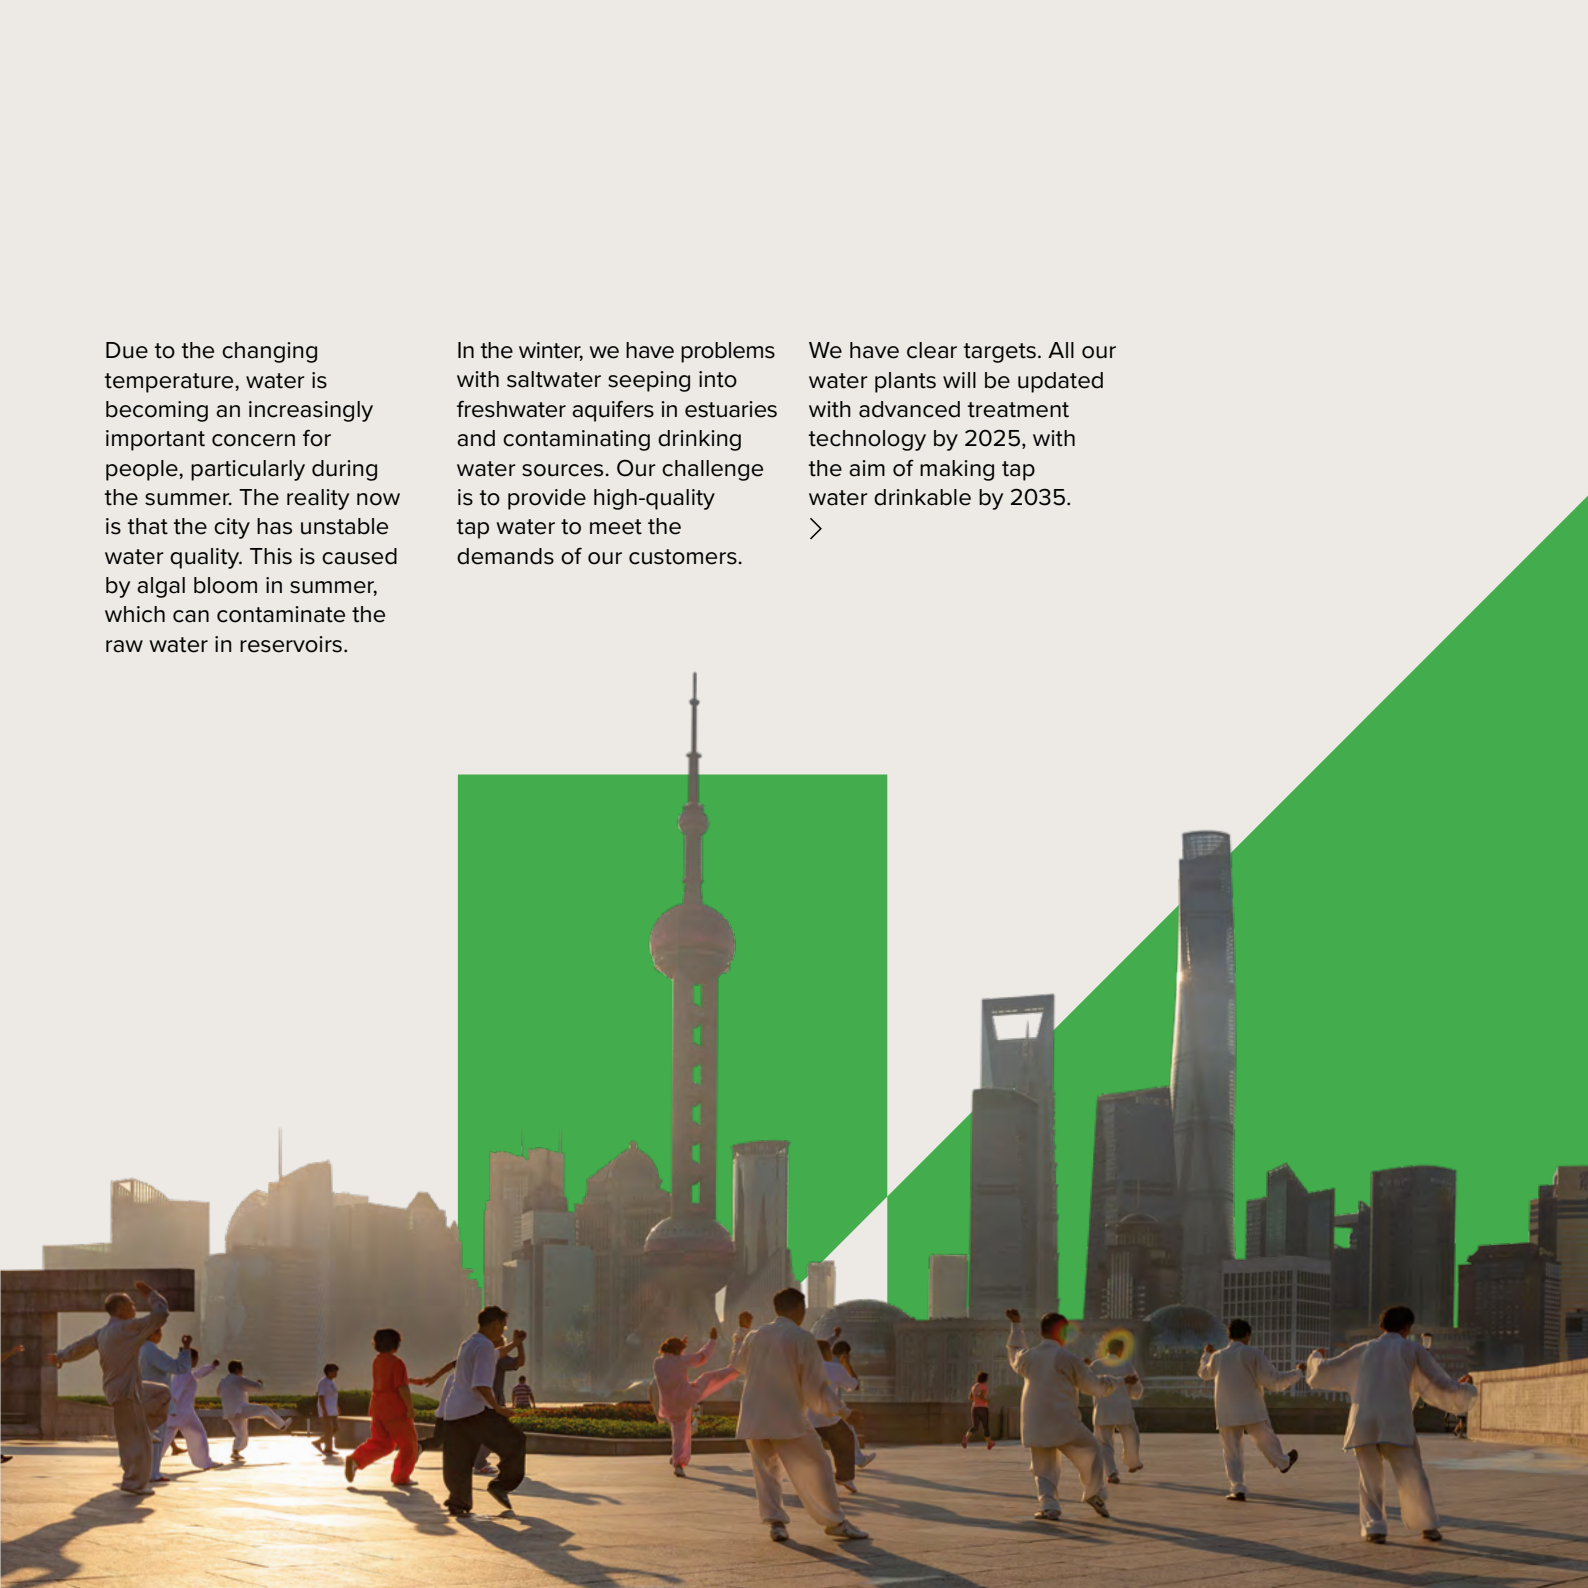 Due to the changing
temperature, water is
becoming an increasingly
important concern for
people, particularly during
the summer. The reality now
is that the city has unstable
water quality. This is caused
by algal bloom in summer,
which can contaminate the
raw water in reservoirs.
In the winter, we have problems
with saltwater seeping into
freshwater aquifers in estuaries
and contaminating drinking
water sources. Our challenge
is to provide high-quality
tap water to meet the
demands of our customers.
We have clear targets. All our
water plants will be updated
with advanced treatment
technology by 2025, with
the aim of making tap
water drinkable by 2035.